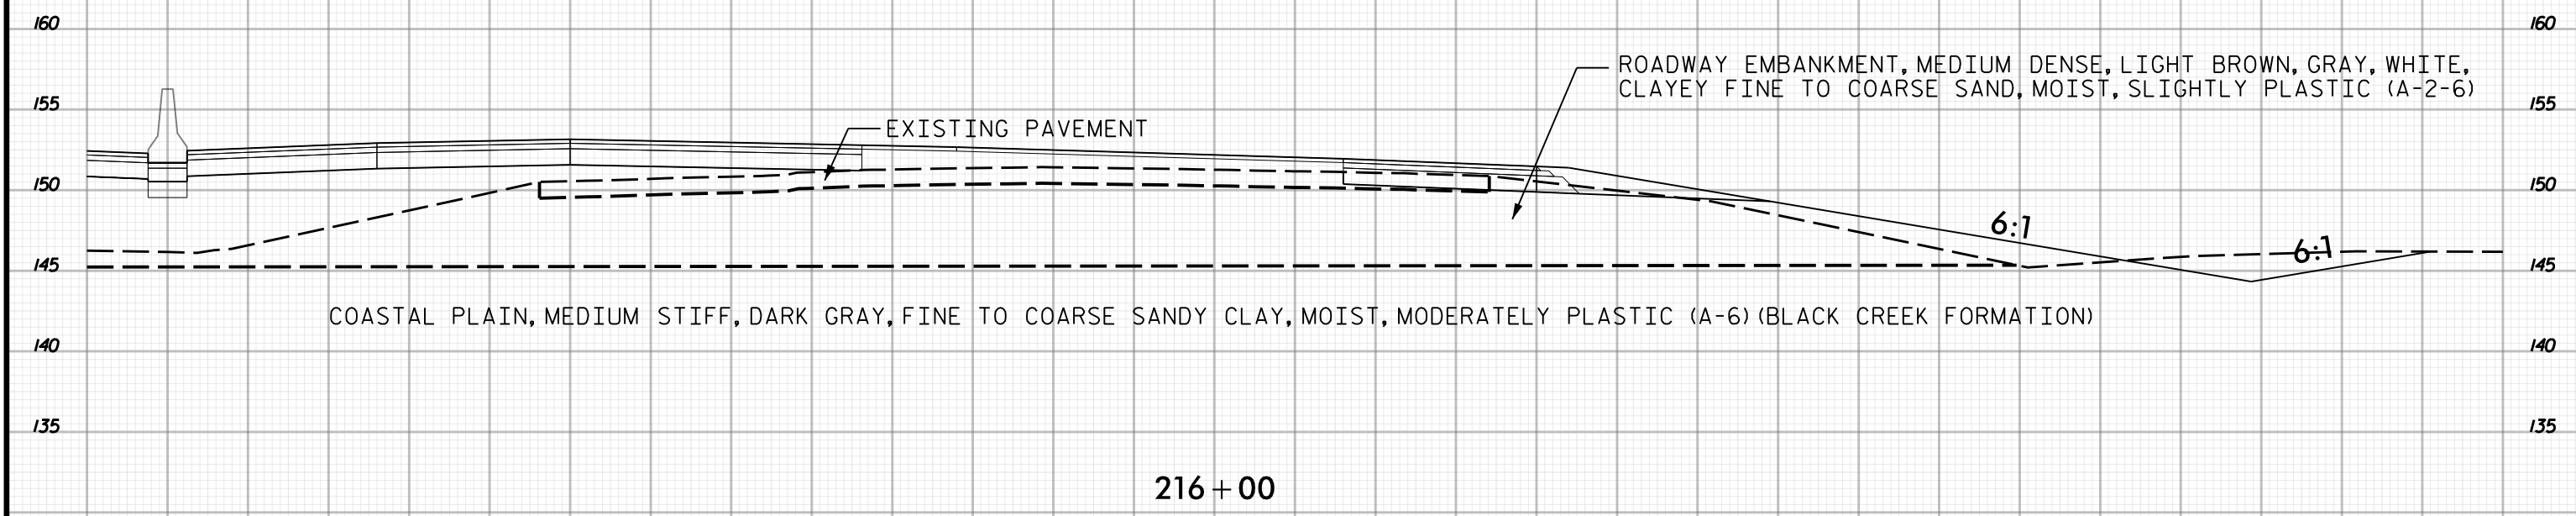 160 160
ROADWAY EMBANKMENT, MEDIUM DENSE, LIGHT BROWN, GRAY, WHITE,
CLAYEY FINE TO COARSE SAND, MOIST, SLIGHTLY PLASTIC (A-2-6)
155 155
EXISTING PAVEMENT
150 150
6:1
6:1
145 145
COASTAL PLAIN, MEDIUM STIFF, DARK GRAY, FINE TO COARSE SANDY CLAY, MOIST, MODERATELY PLASTIC (A-6) (BLACK CREEK FORMATION)
140 140
135 135
216+00